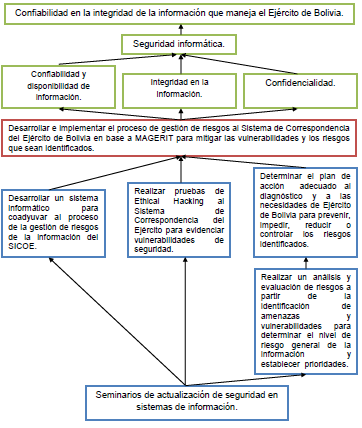 Confiabilidad en la integridad de la información que maneja el Ejército de Bolivia.
Seguridad informática.
Confiabilidad y
disponibilidad de
información.
Integridad en la
información.
Confidencialidad.
Desarrollar e implementar el proceso de gestión de riesgos al Sistema de Correspondencia
del Ejército de Bolivia en base a MAGERIT para mitigar las vulnerabilidades y los riesgos
que sean identificados.
Desarrollar un sistema
informático para
coadyuvar al proceso
de la gestión de riesgos
de la información del
SICOE.
Realizar pruebas de
Ethical Hacking al
Sistema de
Correspondencia del
Ejército para evidenciar
vulnerabilidades de
seguridad.
Determinar el plan de
acción adecuado al
diagnóstico y a las
necesidades de Ejército
de Bolivia para prevenir,
impedir, reducir o
controlar los riesgos
identificados.
Realizar un análisis y
evaluación de riesgos a
partir de la
identificación de
amenazas y
vulnerabilidades para
determinar el nivel de
riesgo general de la
información y
establecer prioridades.
Seminarios de actualización de seguridad en
sistemas de información.